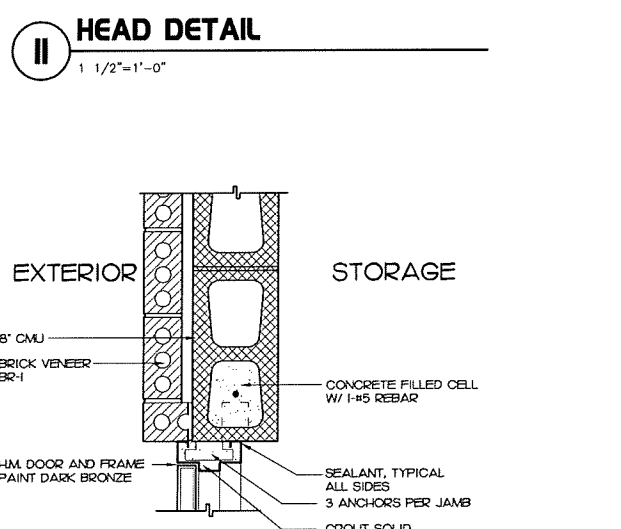 HEAD DETAIL
11
1 1/2"=1'-0"
EXTERIOR
STORAGE
8" CMU
BRICK VENEER
BR-1
CONCRETE FILLED CELL
W/ 1-#5 REBAR
H.M. DOOR AND FRAME
PAINT DARK BRONZE
SEALANT, TYPICAL
ALL SIDES
3 ANCHORS PER JAMB
GROUT SOLID